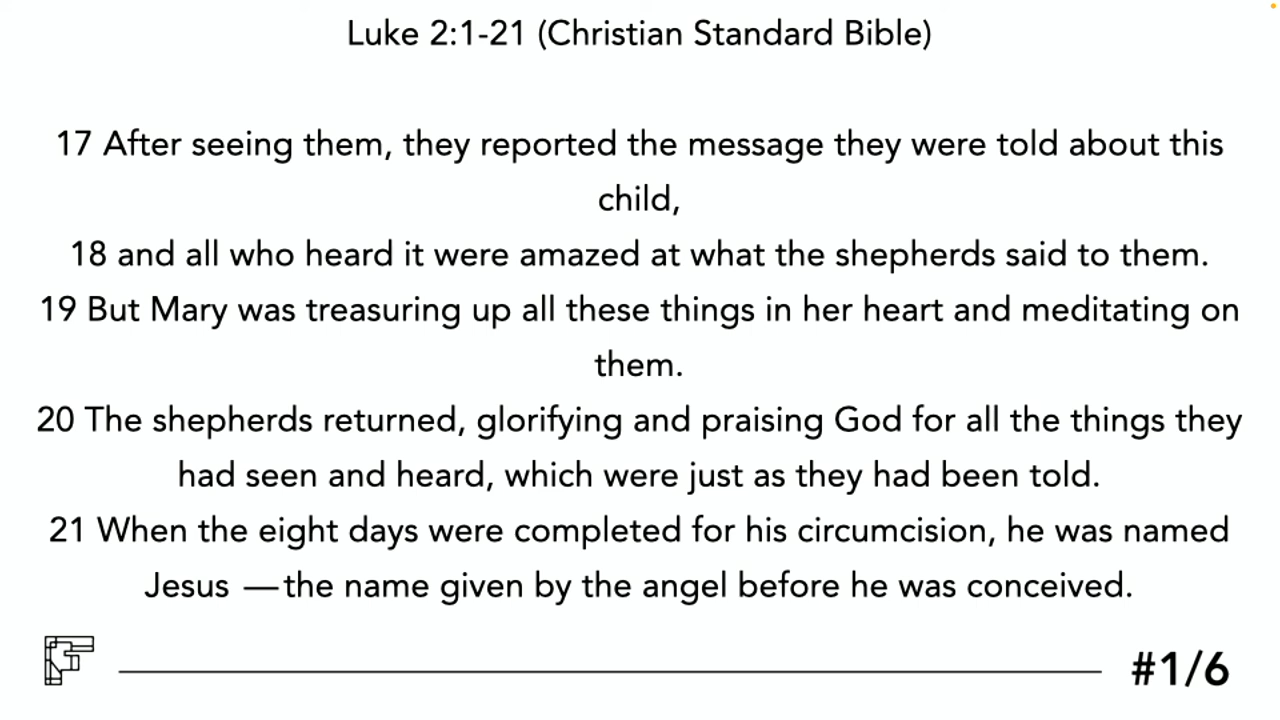 Luke 2:1-21 (Christian Standard Bible)
17 After seeing them, they reported the message they were told about this
child,
18 and all who heard it were amazed at what the shepherds said to them.
19 But Mary was treasuring up all these things in her heart and meditating on
them.
20 The shepherds returned, glorifying and praising God for all the things they
had seen and heard, which were just as they had been told.
21 When the eight days were completed for his circumcision, he was named
Jesus —the name given by the angel before he was conceived.
#1/6